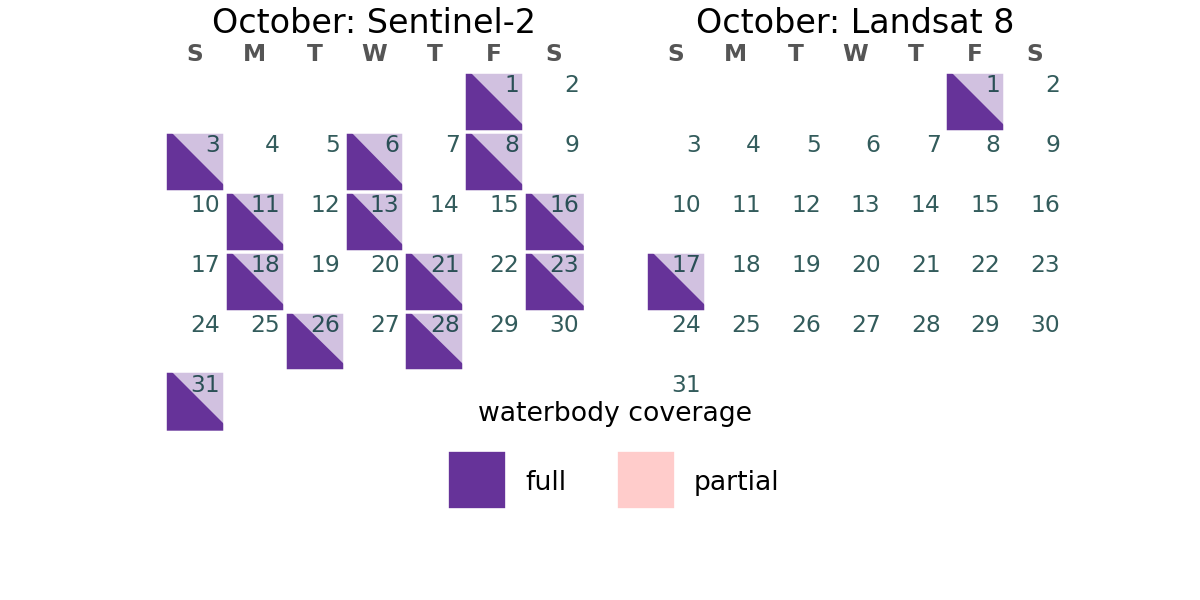 October: Sentinel-2
S M T W T F S
1 2
3 4 5 6 7 8 9
10 11 12 13 14 15 16
17 18 19 20 21 22 23
24 25 26 27 28 29 30
31
October: Landsat 8
S M T W T F S
1 2
3 4 5 6 7 8 9
10 11 12 13 14 15 16
17 18 19 20 21 22 23
24 25 26 27 28 29 30
31
waterbody coverage
full partial